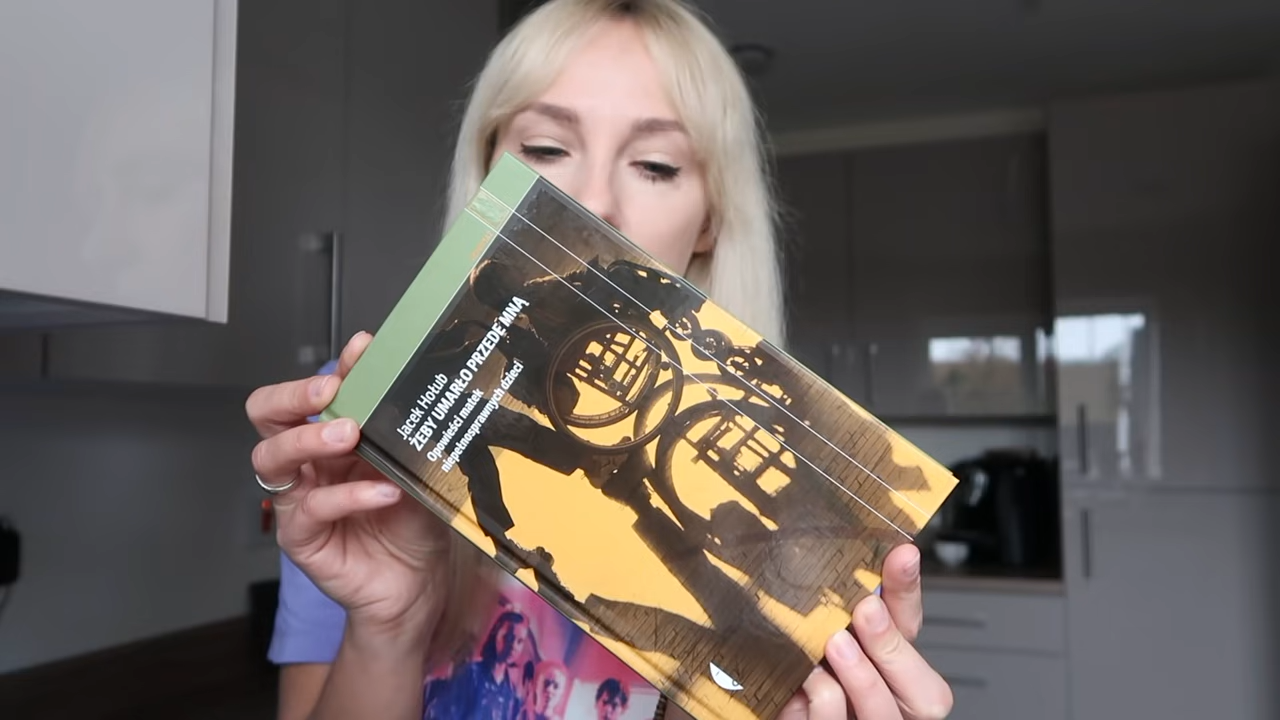 Jacek Hołub
ŻEBY UMARŁO PRZEDE MNĄ
Opowieści matek
niepełnosprawnych dzieci